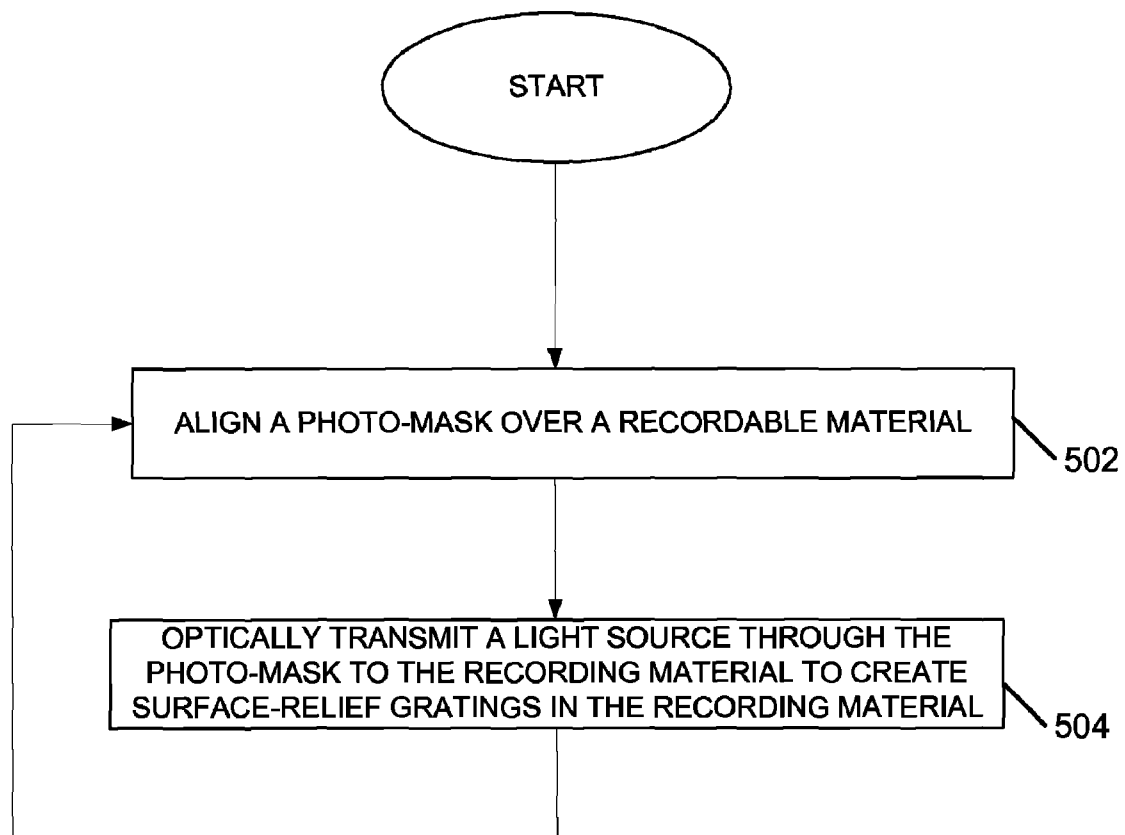 START
ALIGN A PHOTO-MASK OVER A RECORDABLE MATERIAL
502
OPTICALLY TRANSMIT A LIGHT SOURCE THROUGH THE
PHOTO-MASK TO THE RECORDING MATERIAL TO CREATE
SURFACE-RELIEF GRATINGS IN THE RECORDING MATERIAL
504